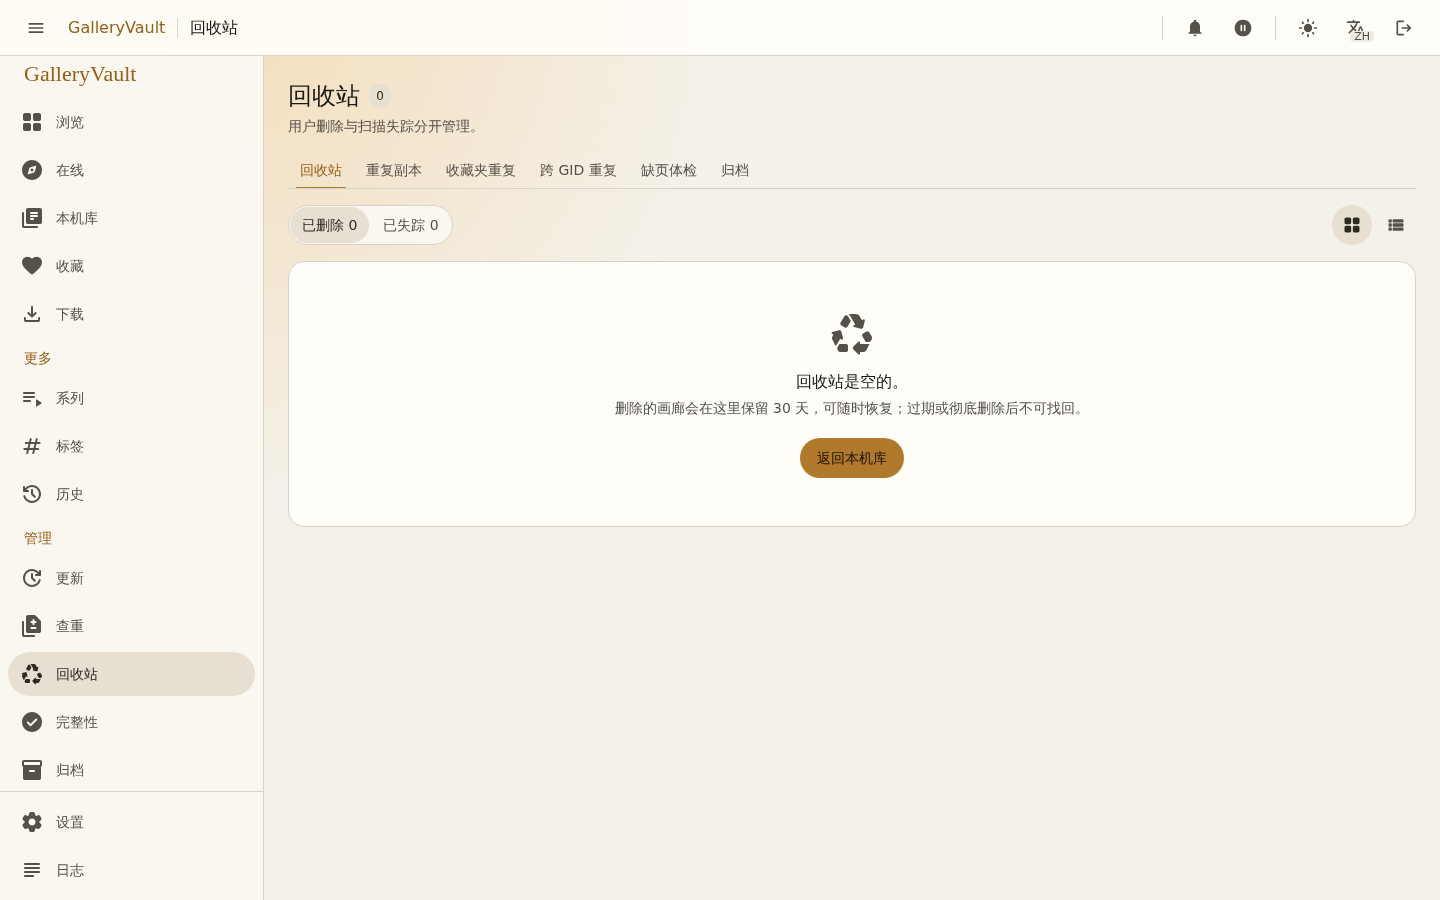 GalleryVault 回收站
ZH
GalleryVault
浏览
在线
本机库
收藏
下载
更多
系列
标签
历史
管理
更新
查重
回收站
完整性
归档
设置
日志
回收站 0
用户删除与扫描失踪分开管理。
回收站 重复副本 收藏夹重复 跨 GID 重复 缺页体检 归档
已删除 0 已失踪 0
回收站是空的。
删除的画廊会在这里保留 30 天，可随时恢复；过期或彻底删除后不可找回。
返回本机库